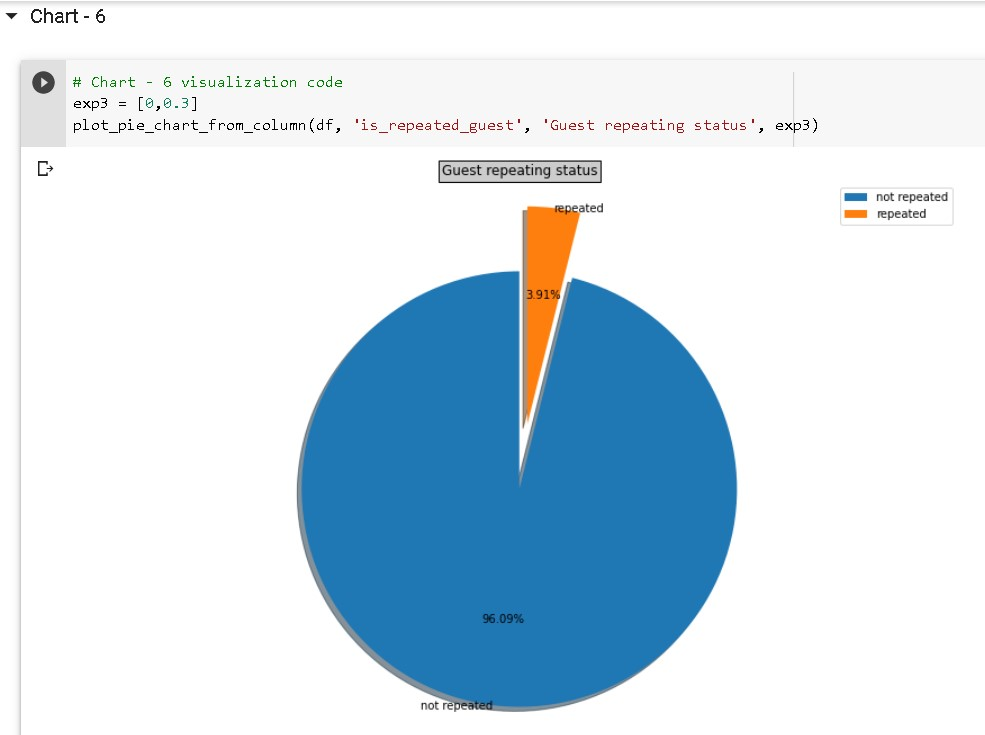 Chart - 6
# Chart - 6 visualization code
exp3 = [0,0.3]
plot_pie_chart_from_column(df, 'is_repeated_guest', 'Guest repeating status', exp3)
Guest repeating status
not repeated
repeated
repeated
3.91%
96.09%
not repeated